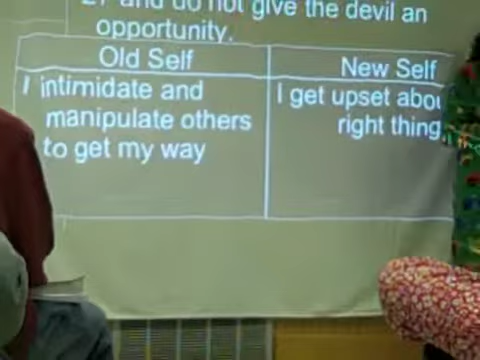 27 and do not give the devil an
opportunity.
Old Self
New Self
I intimidate and
manipulate others
to get my way
I get upset
right thing